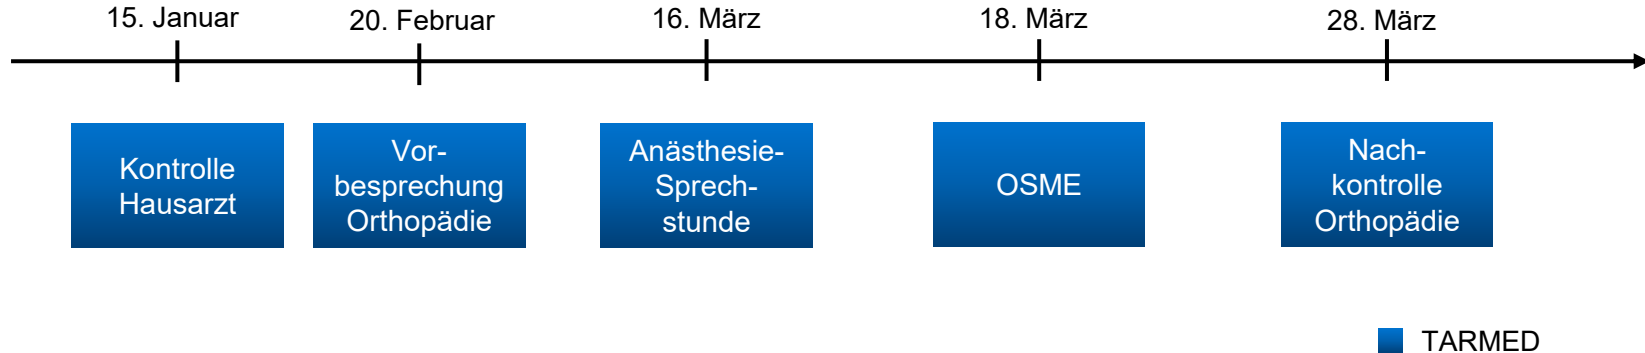 15. Januar
20. Februar
16. März
18. März
28. März
Kontrolle
Hausarzt
Vor-
besprechung
Orthopädie
Anästhesie-
Sprech-
stunde
OSME
Nach-
kontrolle
Orthopädie
TARMED